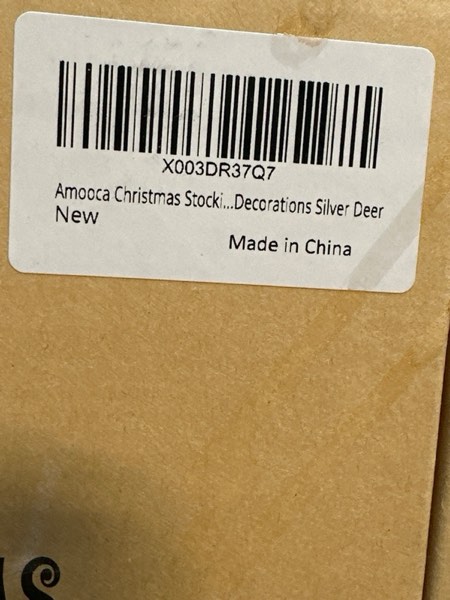 X003DR37Q7
Amooca Christmas Stocki...Decorations Silver Deer
New
Made in China